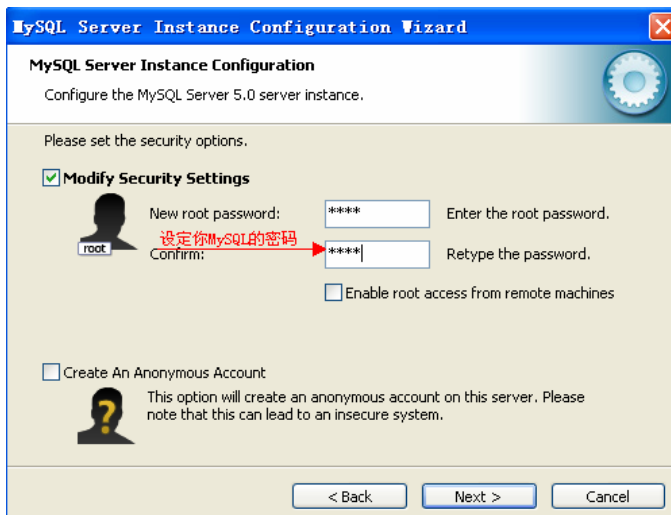 MySQL Server Instance Configuration Wizard
MySQL Server Instance Configuration
Configure the MySQL Server 5.0 server instance.
Please set the security options.
Modify Security Settings
New root password: **** Enter the root password.
设定你MySQL的密码
root
Confirm: **** Retype the password.
Enable root access from remote machines
Create An Anonymous Account
This option will create an anonymous account on this server. Please
note that this can lead to an insecure system.
< Back Next > Cancel